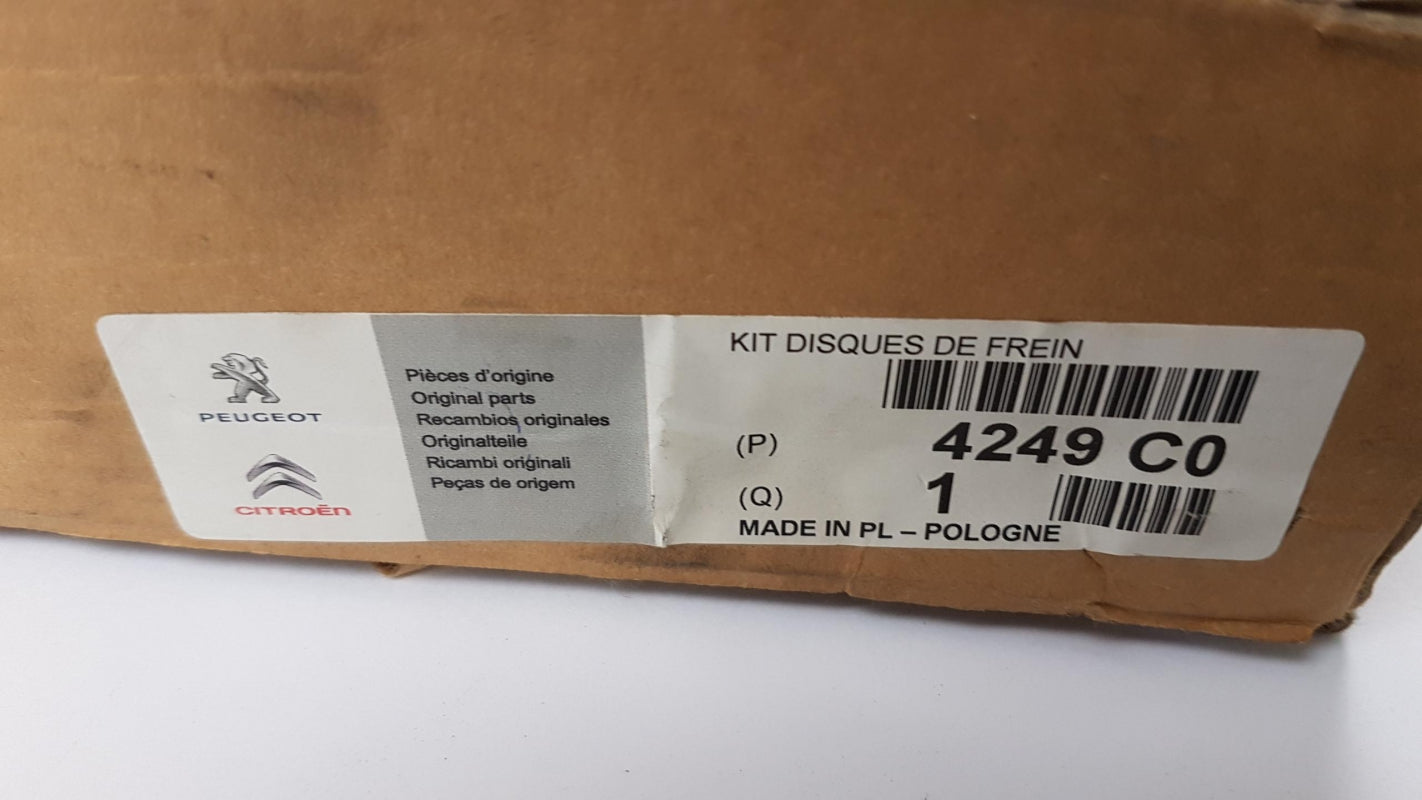 PEUGEOT
CITROËN
Pièces d'origine
Original parts
Recambios originales
Originalteile
Ricambi originali
Peças de origem
KIT DISQUES DE FREIN
(P) 4249 C0
(Q) 1
MADE IN PL – POLOGNE